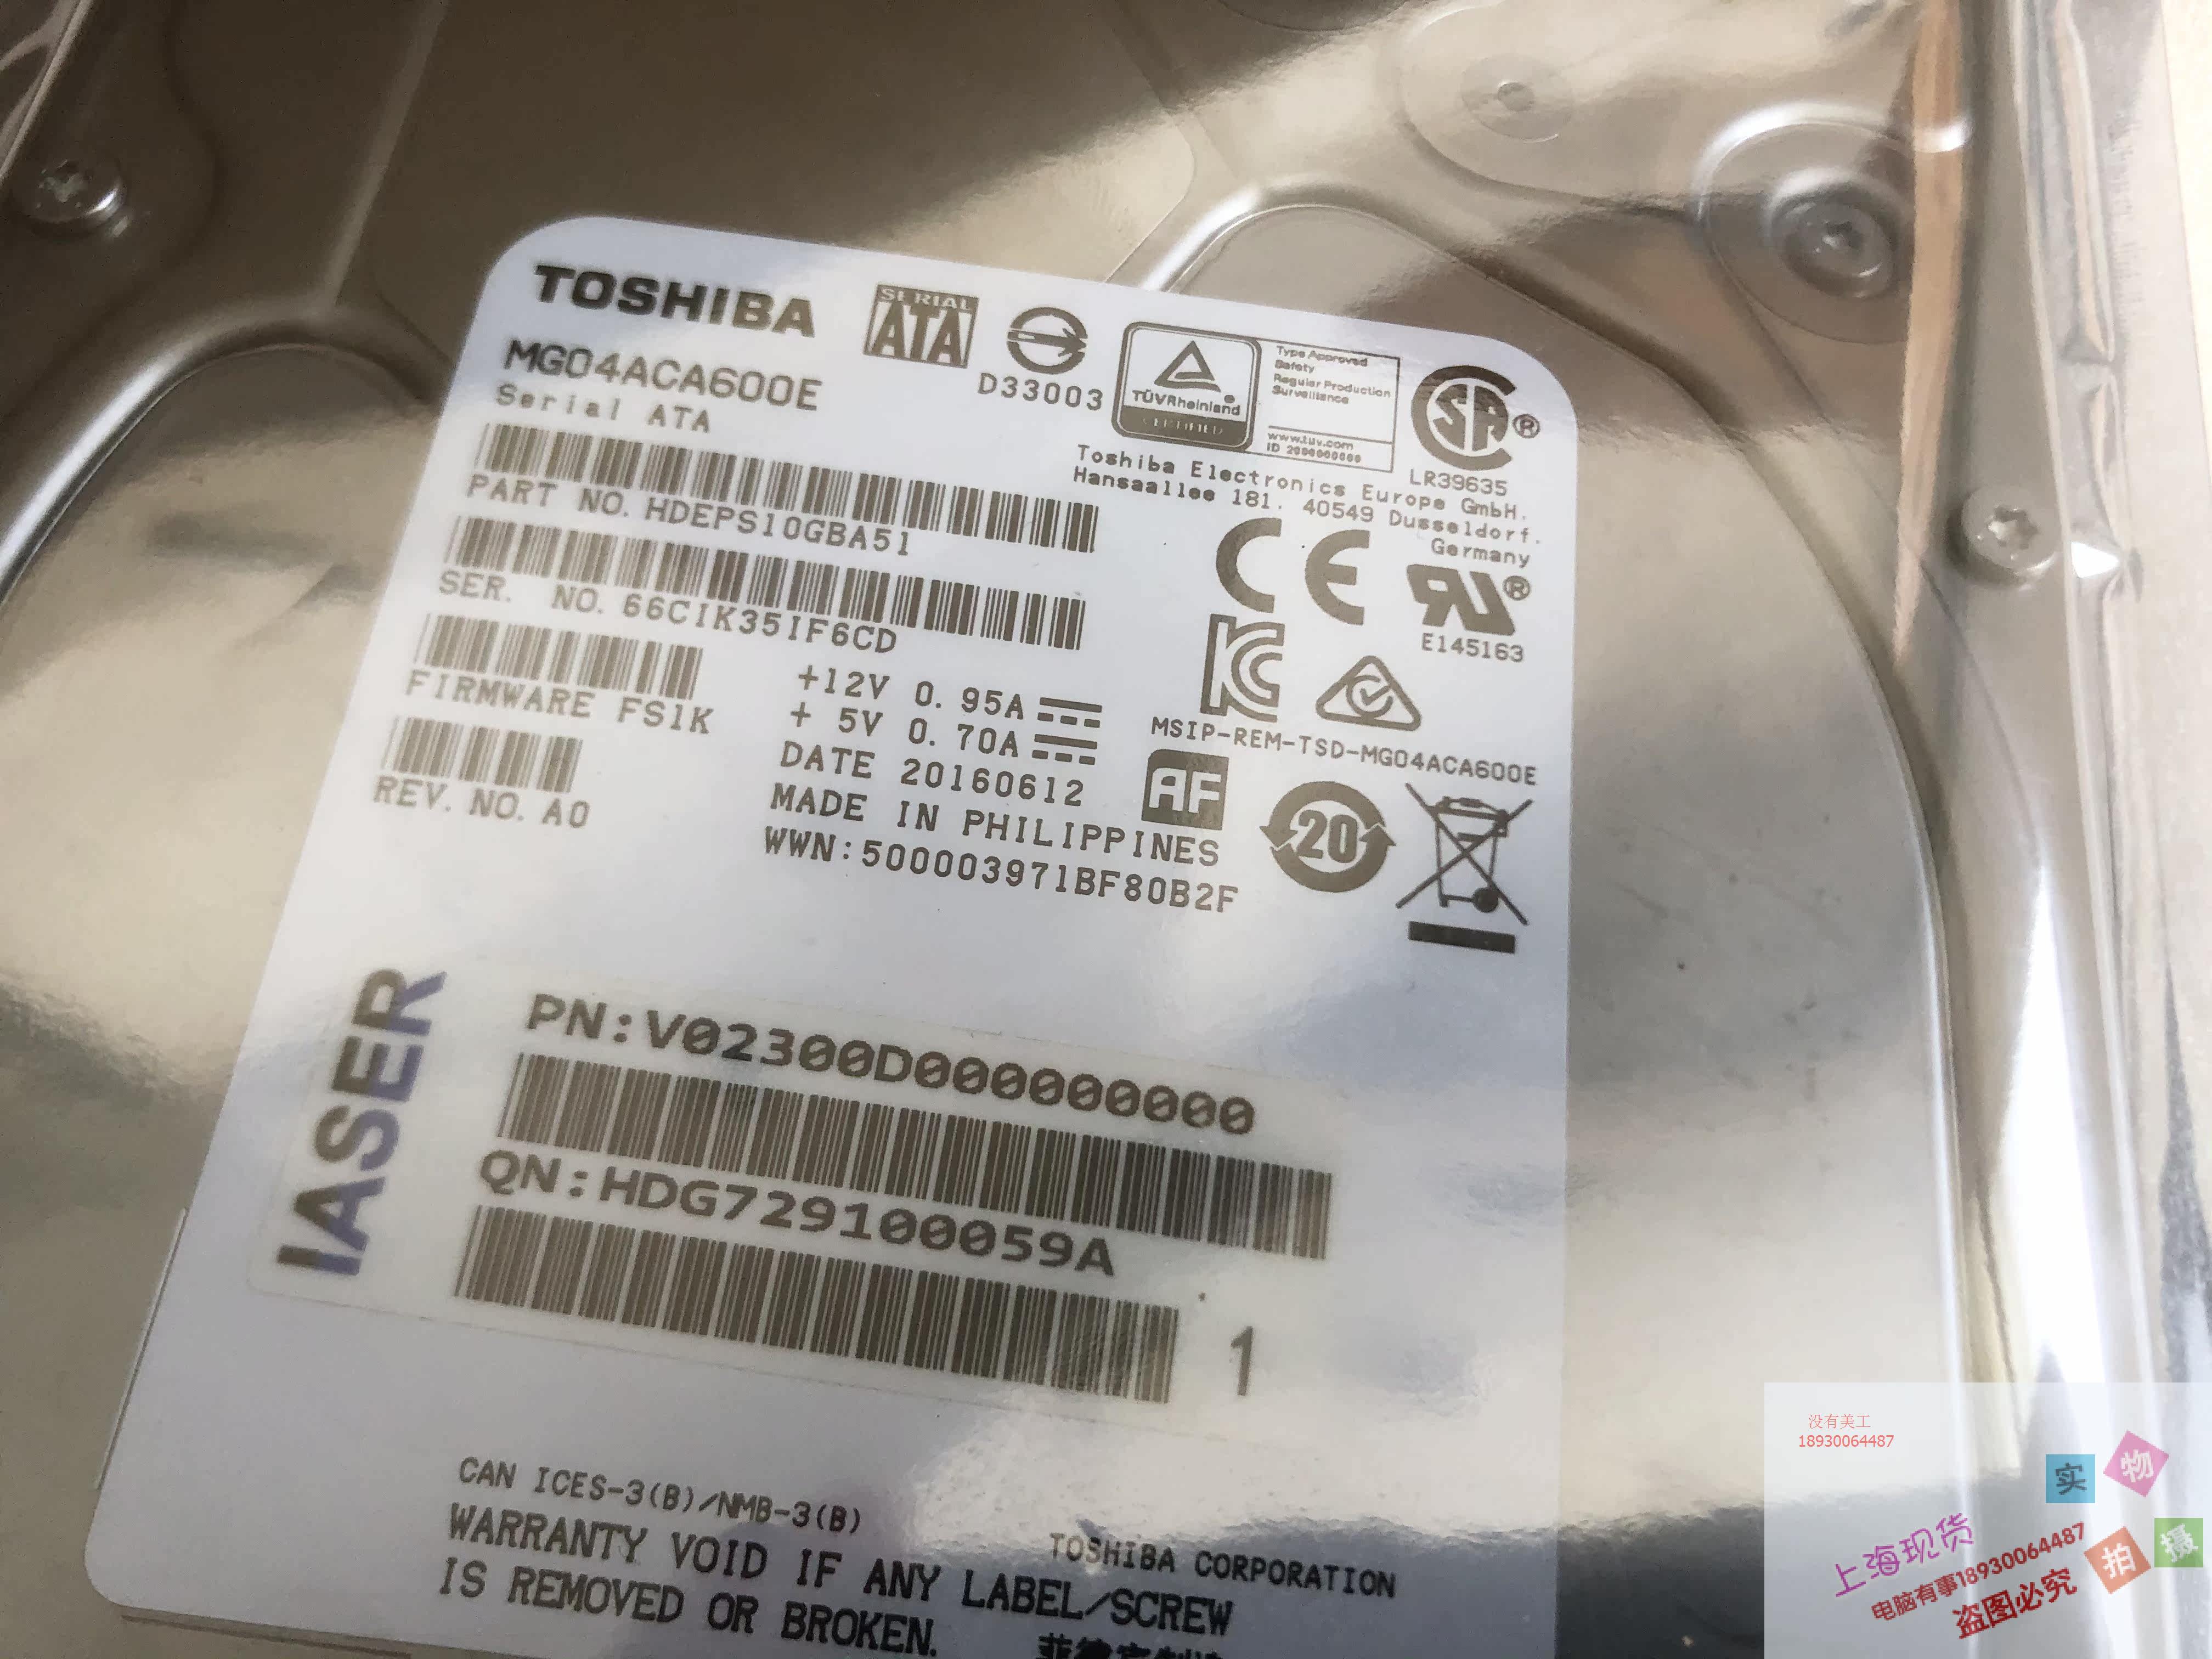 TOSHIBA
SERIAL
ATA
D33003
TÜVRheinland
CERTIFIED
Type Approved
Safety
Regular Production
Surveillance
www.tuv.com
ID 2000000000
SA®
LR39635
MG04ACA600E
Serial ATA
PART NO. HDEPS10GBA51
SER. NO. 66CIK35IF6CD
FIRMWARE FS1K
REV. NO. A0
Toshiba Electronics Europe GmbH.
Hansaallee 181. 40549 Dusseldorf.
Germany
CE
RU®
E145163
KC
MSIP-REM-TSD-MG04ACA600E
+12V 0.95A
+ 5V 0.70A
DATE 20160612
MADE IN PHILIPPINES
WWN:500003971BF80B2F
AF
20
IASER
PN:V02300D000000000
QN:HDG729100059A
1
CAN ICES-3(B)/NMB-3(B)
WARRANTY VOID IF ANY LABEL/SCREW
IS REMOVED OR BROKEN.
TOSHIBA CORPORATION
没有美工
18930064487
实物
拍摄
上海现货
电脑有事18930064487
盗图必究